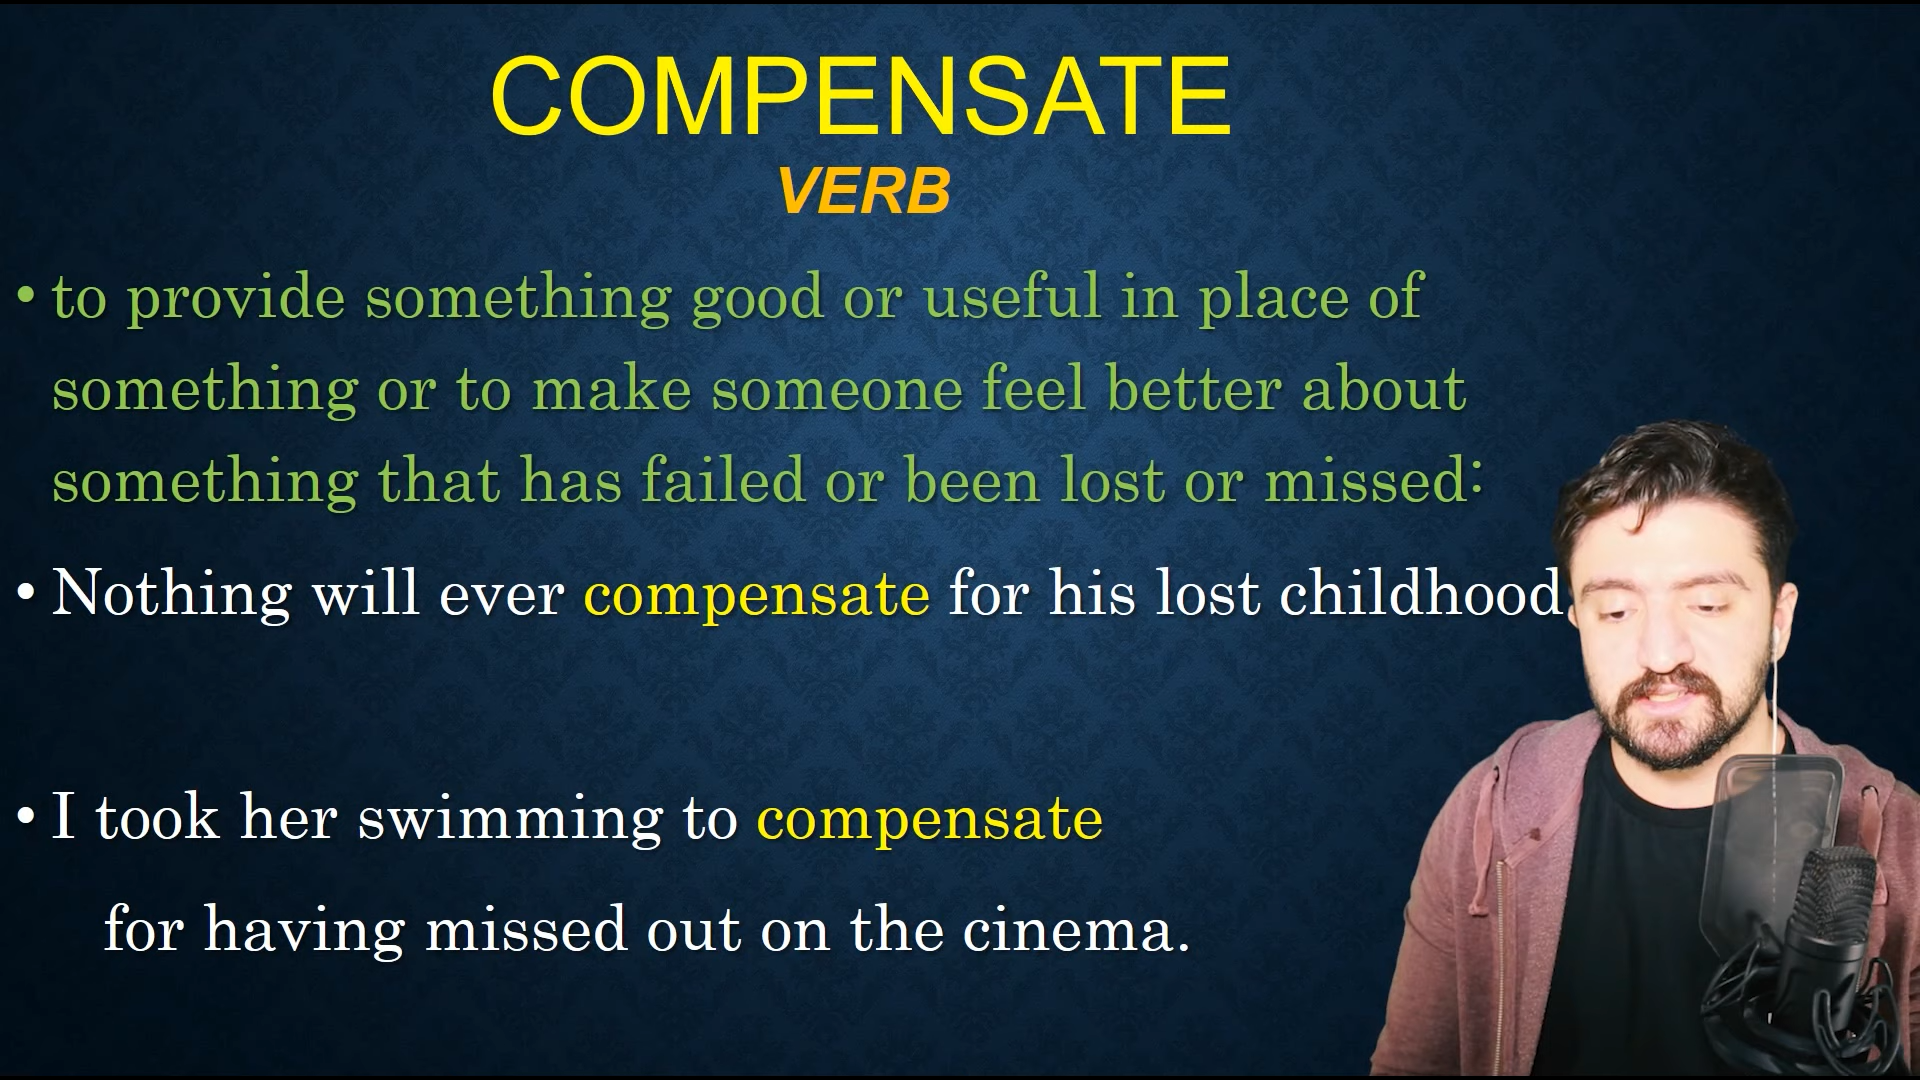 COMPENSATE
VERB
• to provide something good or useful in place of
something or to make someone feel better about
something that has failed or been lost or missed:
• Nothing will ever compensate for his lost childhood
• I took her swimming to compensate
for having missed out on the cinema.